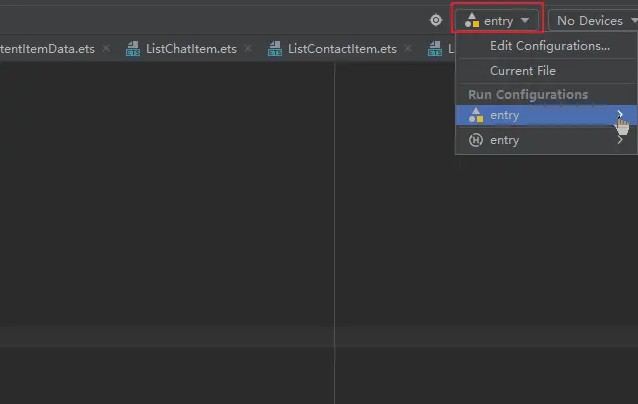 entry
No Devices
tentItemData.ets
ListChatItem.ets
ListContactItem.ets
Edit Configurations...
Current File
Run Configurations
entry
entry